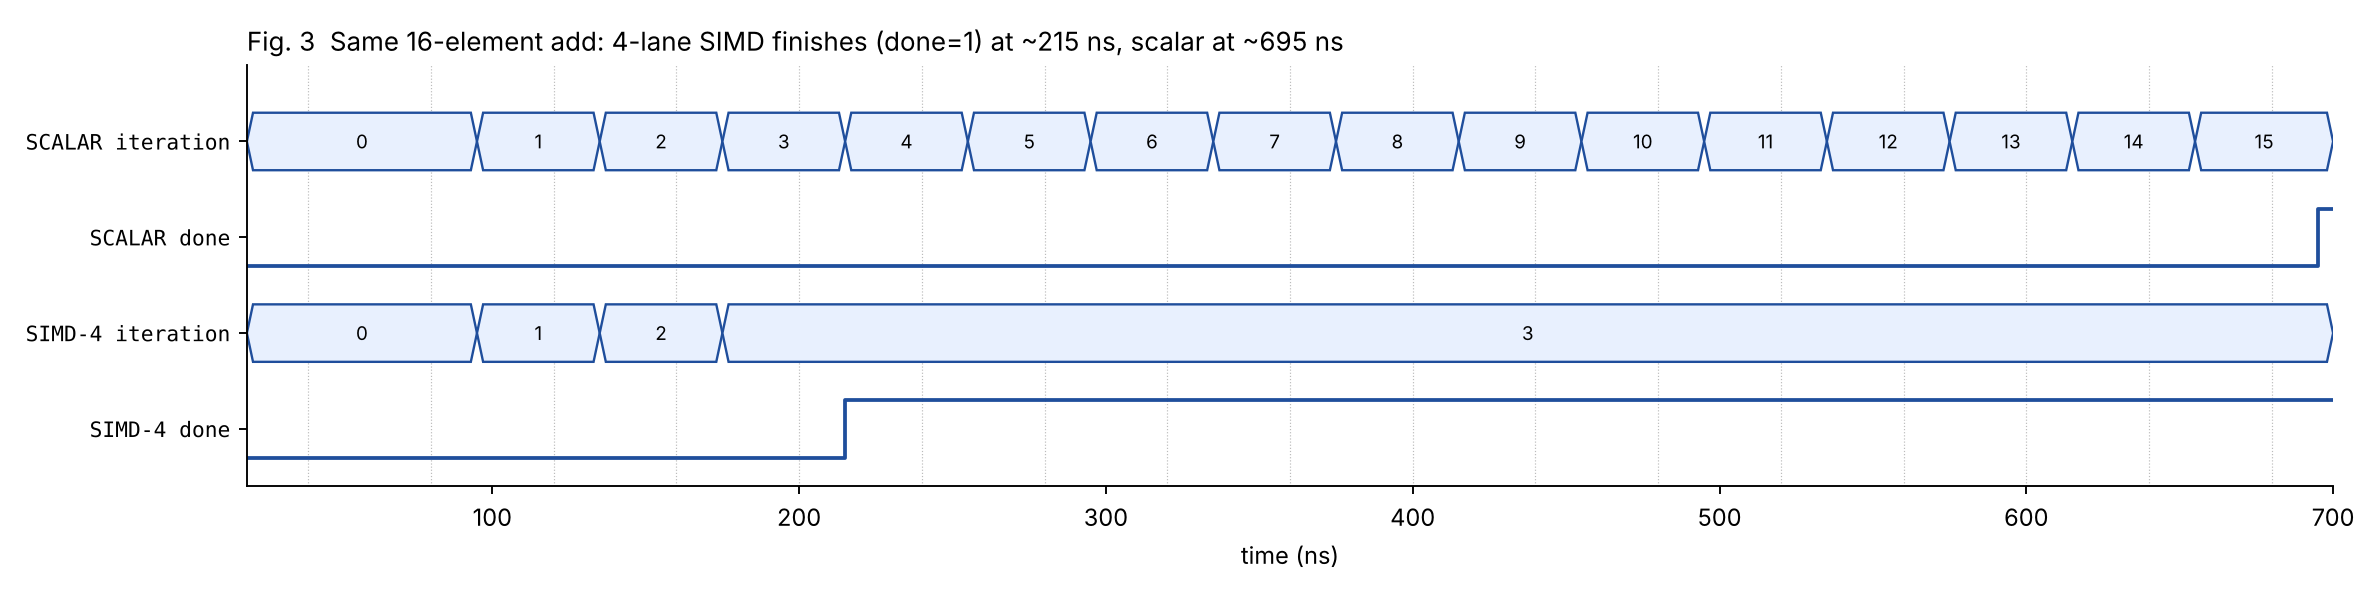 Fig. 3  Same 16-element add: 4-lane SIMD finishes (done=1) at ~215 ns, scalar at ~695 ns
SCALAR iteration
0 1 2 3 4 5 6 7 8 9 10 11 12 13 14 15
SCALAR done
SIMD-4 iteration
0 1 2 3
SIMD-4 done
100 200 300 400 500 600 700
time (ns)